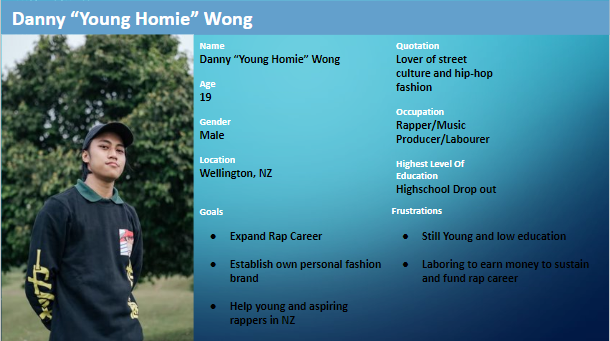 Danny “Young Homie” Wong
Name
Danny “Young Homie” Wong
Age
19
Gender
Male
Location
Wellington, NZ
Quotation
Lover of street
culture and hip-hop
fashion
Occupation
Rapper/Music
Producer/Labourer
Highest Level Of
Education
Highschool Drop out
Goals
● Expand Rap Career
● Establish own personal fashion
brand
● Help young and aspiring
rappers in NZ
Frustrations
● Still Young and low education
● Laboring to earn money to sustain
and fund rap career